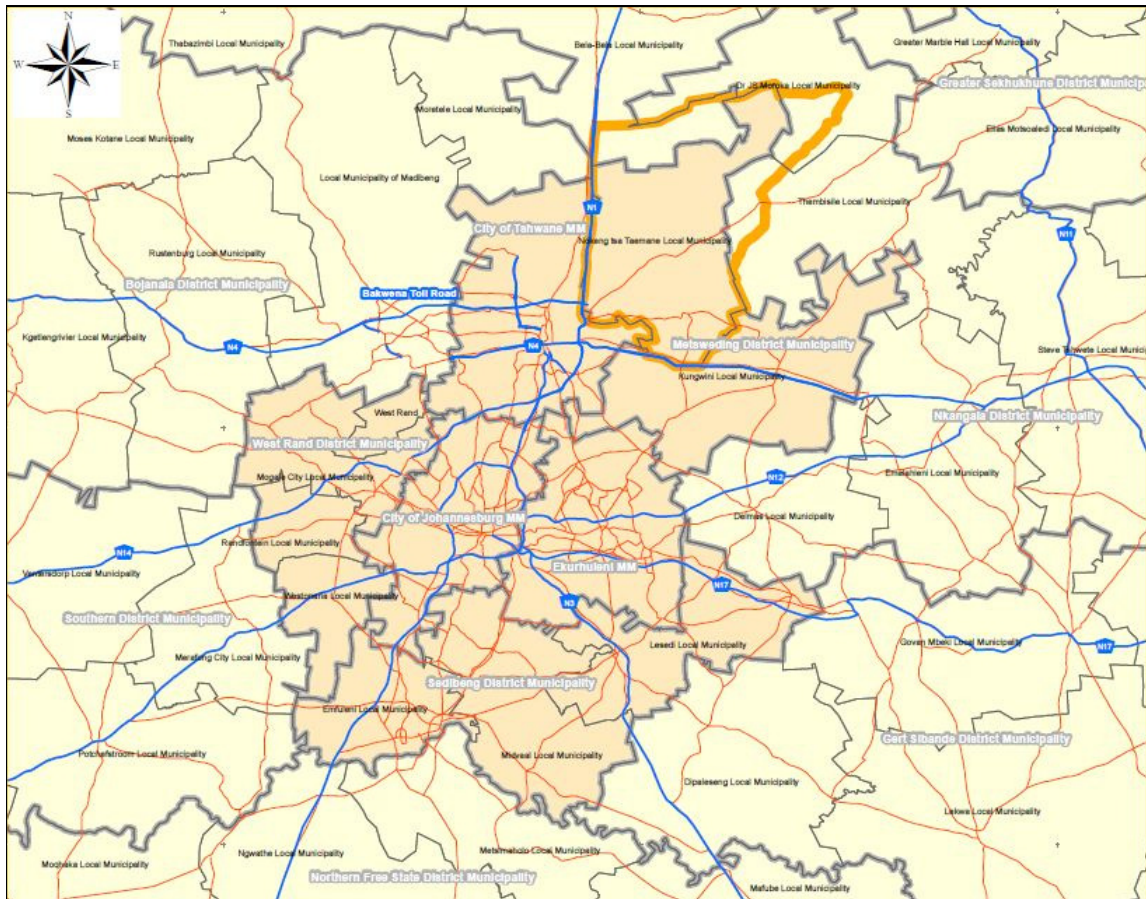 N
W E
S
Thabazimbi Local Municipality
Bela-Bela Local Municipality
Greater Marble Hall Local Municipality
Greater Sekhukhune District Municipality
Dr JS Moroka Local Municipality
Moretele Local Municipality
Moses Kotane Local Municipality
Elias Motsoaledi Local Municipality
Local Municipality of Madibeng
Thembisile Local Municipality
N1
City of Tshwane MM
Nokeng tsa Taemane Local Municipality
N11
Rustenburg Local Municipality
Bojanala District Municipality
Bakwena Toll Road
Kgetlengrivier Local Municipality
N4
N4
Metsweding District Municipality
Steve Tshwete Local Municip
Kungwini Local Municipality
West Rand
Nkangala District Municipality
West Rand District Municipality
Mogale City Local Municipality
N12
Emalahleni Local Municipality
City of Johannesburg MM
Delmas Local Municipality
Randfontein Local Municipality
N14
Ekurhuleni MM
Ventersdorp Local Municipality
N17
Westonaria Local Municipality
N3
Southern District Municipality
Lesedi Local Municipality
Govan Mbeki Local Municipality
N17
Merafong City Local Municipality
Sedibeng District Municipality
Emfuleni Local Municipality
Gert Sibande District Municipality
Potchefstroom Local Municipality
Midvaal Local Municipality
Dipaleseng Local Municipality
Lekwa Local Municipality
Moqhaka Local Municipality
Ngwathe Local Municipality
Metsimaholo Local Municipality
Northern Free State District Municipality
Mafube Local Municipality